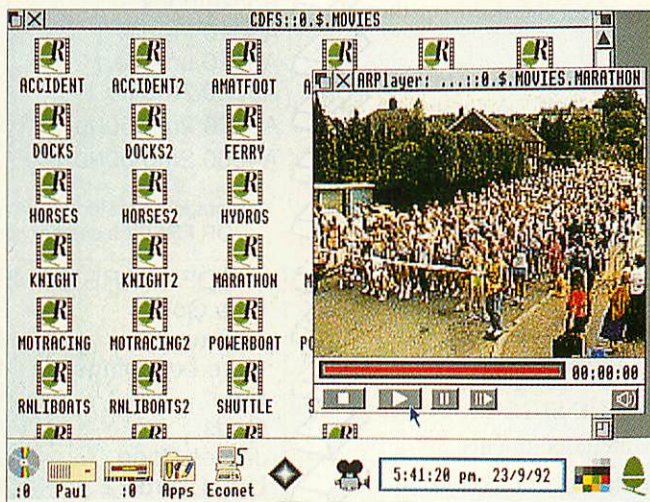 CDFS::0.$.MOVIES
ARPlayer: ...::0.$.MOVIES.MARATHON
ACCIDENT ACCIDENT2 AMATFOOT
DOCKS DOCKS2 FERRY
HORSES HORSES2 HYDROS
KNIGHT KNIGHT2 MARATHON
MOTRACING MOTRACING2 POWERBOAT
RNLIBOATS RNLIBOATS2 SHUTTLE
00:00:00
:0 Paul :0 Apps Econet 5
5:41:20 pm. 23/9/92